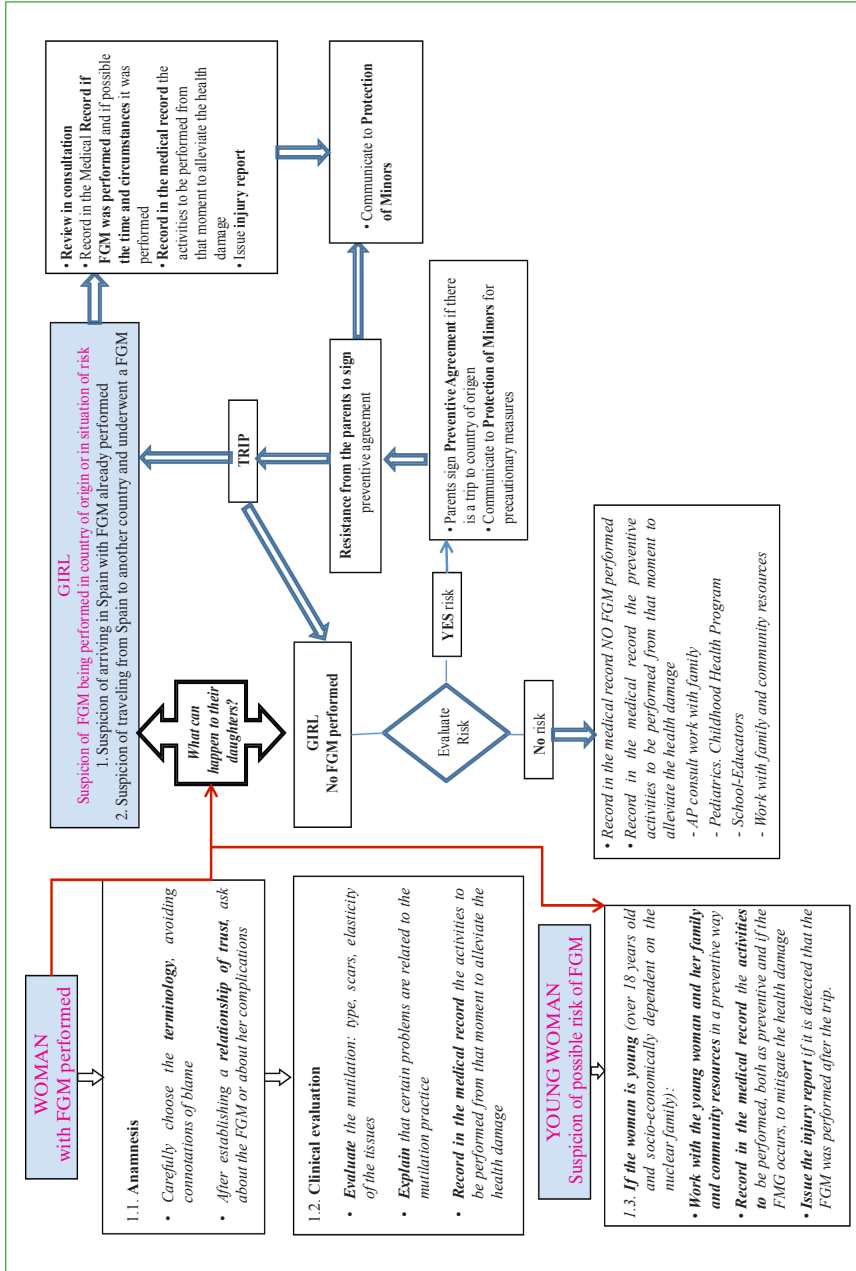 WOMAN
with FGM performed
1.1. Anamnesis
• Carefully choose the terminology, avoiding
connotations of blame
• After establishing a relationship of trust, ask
about the FGM or about her complications
1.2. Clinical evaluation
• Evaluate the mutilation: type, scars, elasticity
of the tissues
• Explain that certain problems are related to the
mutilation practice
• Record in the medical record the activities to
be performed from that moment to alleviate the
health damage
YOUNG WOMAN
Suspicion of possible risk of FGM
1.3. If the woman is young (over 18 years old
and socio-economically dependent on the
nuclear family):
• Work with the young woman and her family
and community resources in a preventive way
• Record in the medical record the activities
to be performed, both as preventive and if the
FMG occurs, to mitigate the health damage
• Issue the injury report if it is detected that the
FGM was performed after the trip.
What can
happen to their
daughters?
GIRL
Suspicion of FGM being performed in country of origin or in situation of risk
1. Suspicion of arriving in Spain with FGM already performed
2. Suspicion of traveling from Spain to another country and underwent a FGM
• Review in consultation
• Record in the Medical Record if
FGM was performed and if possible
the time and circumstances it was
performed
• Record in the medical record the
activities to be performed from
that moment to alleviate the health
damage
• Issue injury report
• Communicate to Protection
of Minors
TRIP
Resistance from the parents to sign
preventive agreement
• Parents sign Preventive Agreement if there
is a trip to country of origen
• Communicate to Protection of Minors for
precautionary measures
GIRL
No FGM performed
Evaluate
Risk
YES risk
No risk
• Record in the medical record NO FGM performed
• Record in the medical record the preventive
activities to be performed from that moment to
alleviate the health damage
- AP consult work with family
- Pediatrics. Childhood Health Program
- School-Educators
- Work with family and community resources